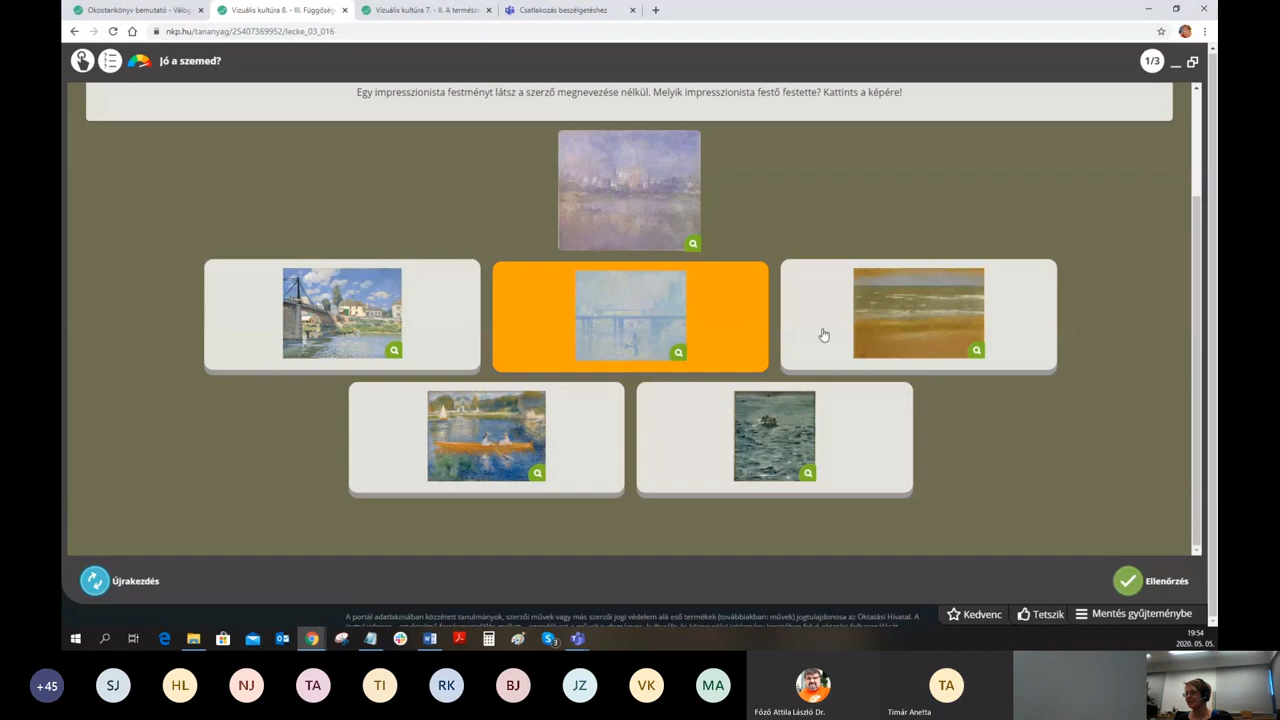 Okostankönyv bemutató - Válog
Vizuális kultúra 8. - III. Függőség
Vizuális kultúra 7. - II. A termész
Csatlakozás beszélgetéshez
nkp.hu/tananyag/25407369952/lecke_03_016
Jó a szemed?
1/3
Egy impresszionista festményt látsz a szerző megnevezése nélkül. Melyik impresszionista festő festette? Kattints a képére!
Újrakezdés
Ellenőrzés
A portál adatbázisában közzétett tananyagok, szerzői művek vagy más szerzői jogi védelem alá eső termékek (továbbiakban: művek) jogtulajdonosa az Oktatási Hivatal. A
Kedvenc
Tetszik
Mentés gyűjteménybe
19:54
2020. 05. 05.
+45
SJ
HL
NJ
TA
TI
RK
BJ
JZ
VK
MA
TA
Főző Attila László Dr.
Timár Anetta